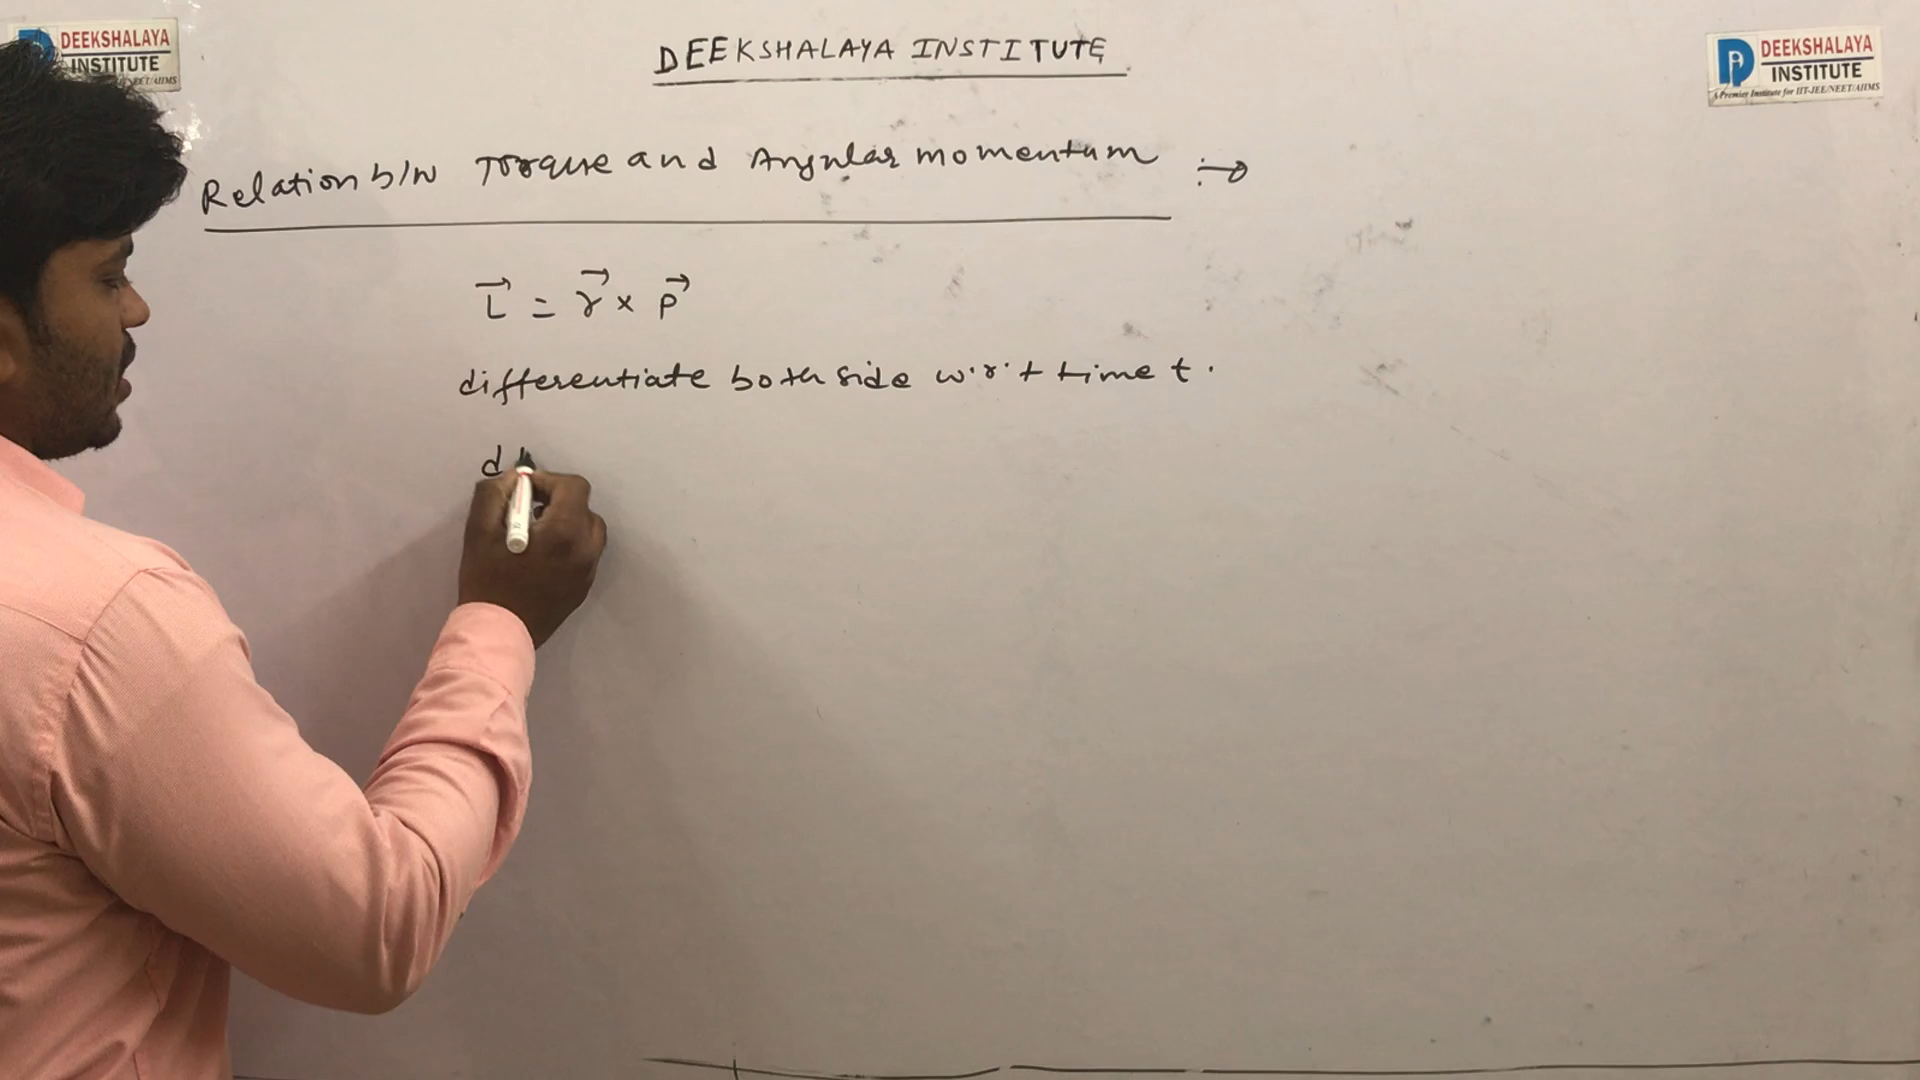 DEEKSHALAYA
INSTITUTE
DEEKSHALAYA INSTITUTE
DEEKSHALAYA
INSTITUTE
A Premier Institute for IIT-JEE/NEET/AIIMS
Relation b/w Torque and Angular momentum :→
L⃗ = r⃗ × P⃗
differentiate both side w.r.t time t.
d